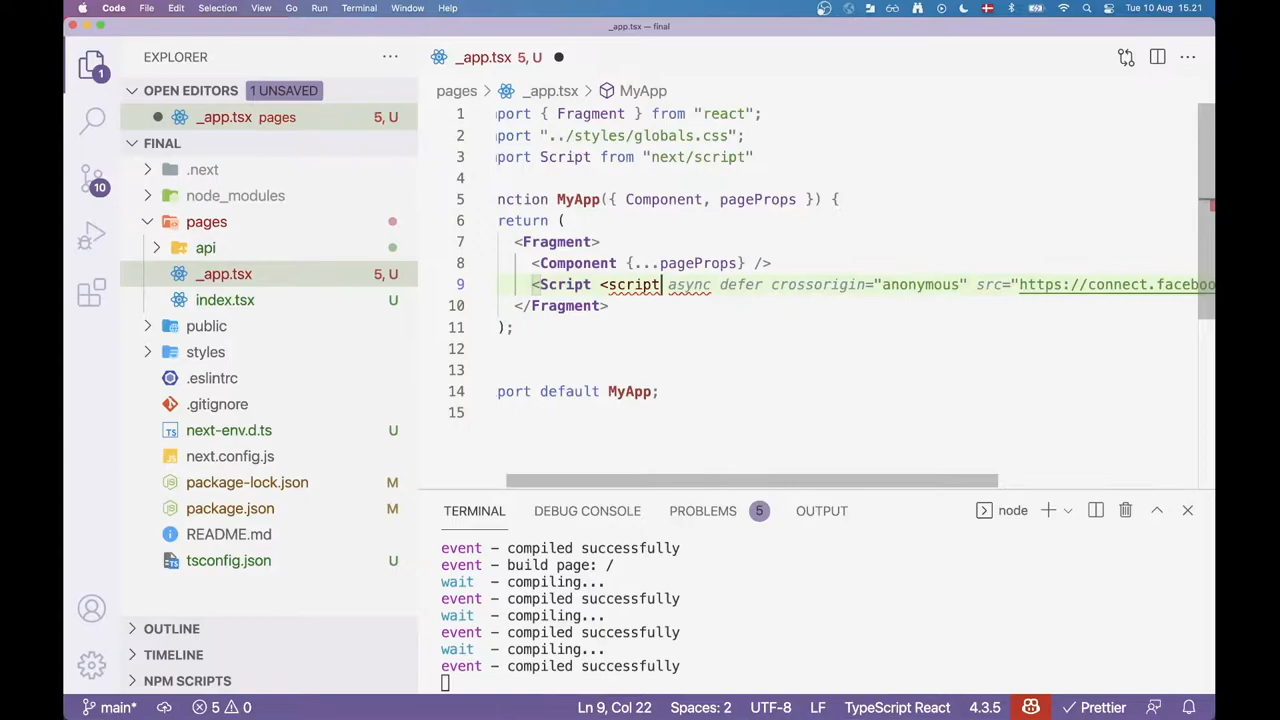 Code File Edit Selection View Go Run Terminal Window Help Tue 10 Aug 15.21
_app.tsx — final
EXPLORER
OPEN EDITORS 1 UNSAVED
_app.tsx pages 5, U
FINAL
.next
node_modules
pages
api
_app.tsx 5, U
index.tsx U
public
styles
.eslintrc
.gitignore
next-env.d.ts U
next.config.js
package-lock.json M
package.json M
README.md
tsconfig.json U
OUTLINE
TIMELINE
NPM SCRIPTS
1
10
_app.tsx 5, U
pages > _app.tsx > MyApp
1 port { Fragment } from "react";
2 port "../styles/globals.css";
3 port Script from "next/script"
4
5 nction MyApp({ Component, pageProps }) {
6 return (
7 <Fragment>
8 <Component {...pageProps} />
9 <Script <script async defer crossorigin="anonymous" src="https://connect.faceboo
10 </Fragment>
11 );
12
13
14 port default MyApp;
15
TERMINAL DEBUG CONSOLE PROBLEMS 5 OUTPUT node
event - compiled successfully
event - build page: /
wait - compiling...
event - compiled successfully
wait - compiling...
event - compiled successfully
wait - compiling...
event - compiled successfully
main* 5 0 Ln 9, Col 22 Spaces: 2 UTF-8 LF TypeScript React 4.3.5 Prettier